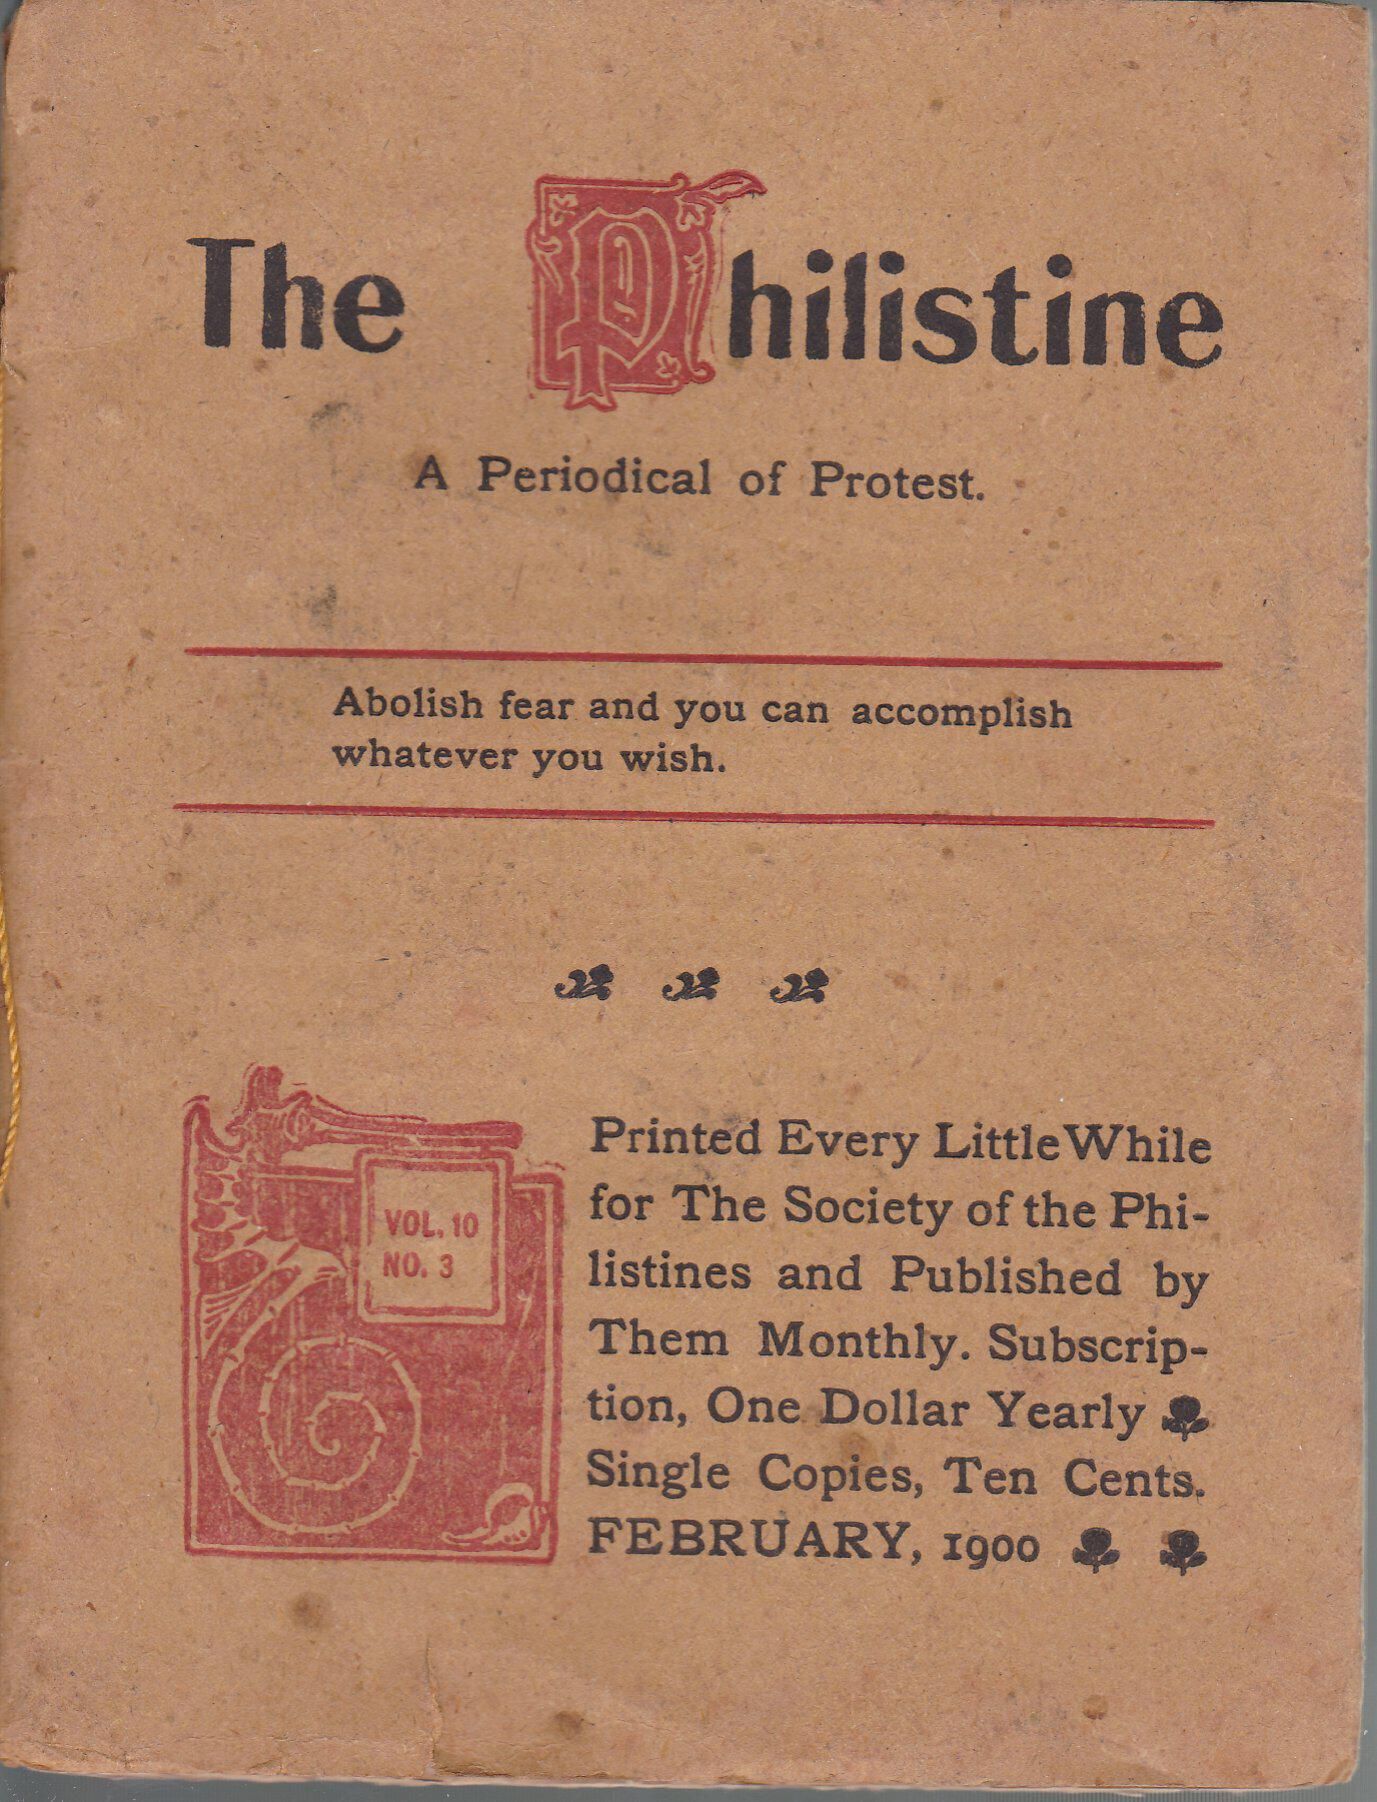 The Philistine
A Periodical of Protest.
Abolish fear and you can accomplish
whatever you wish.
VOL. 10
NO. 3
Printed Every Little While
for The Society of the Phi-
listines and Published by
Them Monthly. Subscrip-
tion, One Dollar Yearly
Single Copies, Ten Cents.
FEBRUARY, 1900